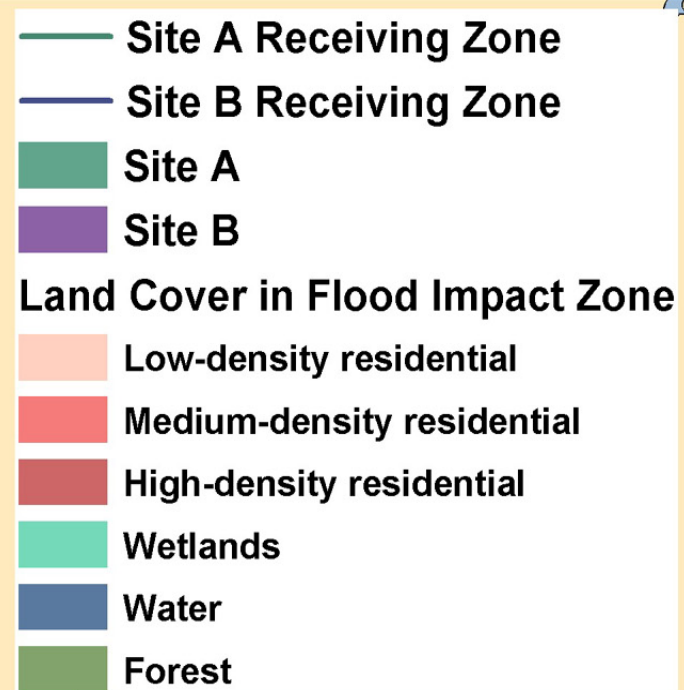 Site A Receiving Zone
Site B Receiving Zone
Site A
Site B
Land Cover in Flood Impact Zone
Low-density residential
Medium-density residential
High-density residential
Wetlands
Water
Forest